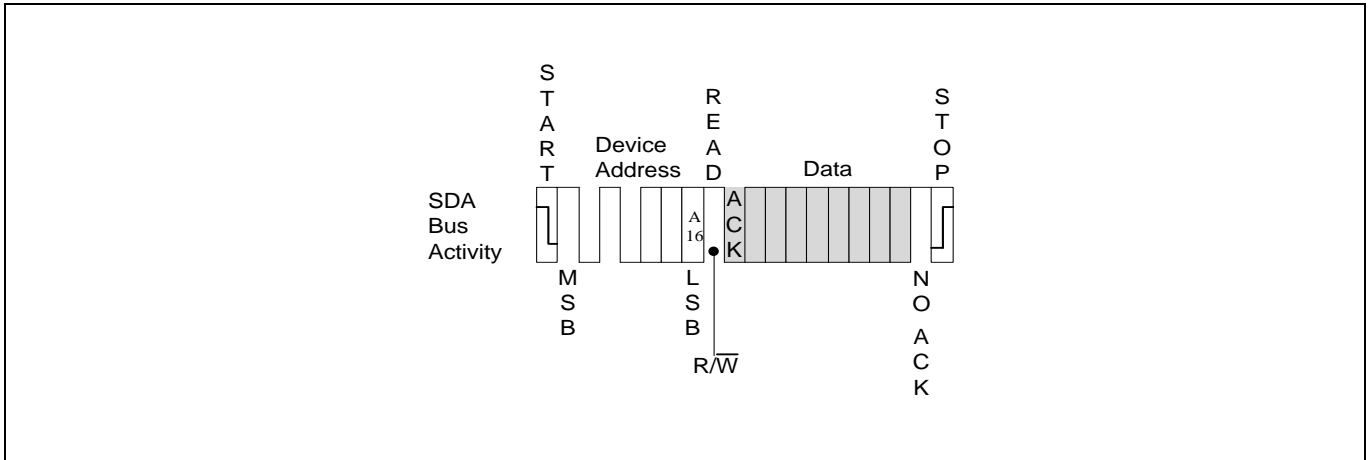 START
READ
STOP
Device
Address
Data
SDA
Bus
Activity
A
16
ACK
MSB
LSB
NO ACK
R/W̅